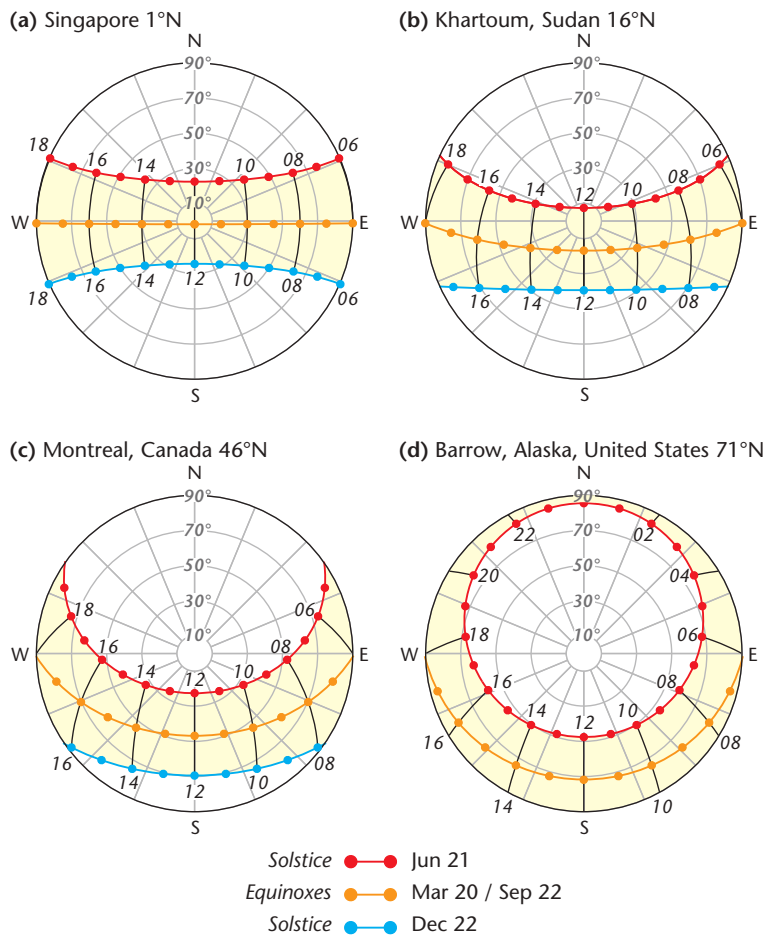 (a) Singapore 1°N
N
90°
70°
50°
30°
10°
18 16 14 10 08 06
W E
18 16 14 12 10 08 06
S
(b) Khartoum, Sudan 16°N
N
90°
70°
50°
30°
18 16 14 12 10 08 06
W E
16 14 12 10 08
S
(c) Montreal, Canada 46°N
N
90°
70°
50°
30°
10°
18 16 14 12 10 08 06
W E
16 14 12 10 08
S
(d) Barrow, Alaska, United States 71°N
N
90°
70°
50°
30°
10°
22 02
20 04
18 06
W E
16 14 12 10 08
16 08
14 10
S
Solstice Jun 21
Equinoxes Mar 20 / Sep 22
Solstice Dec 22